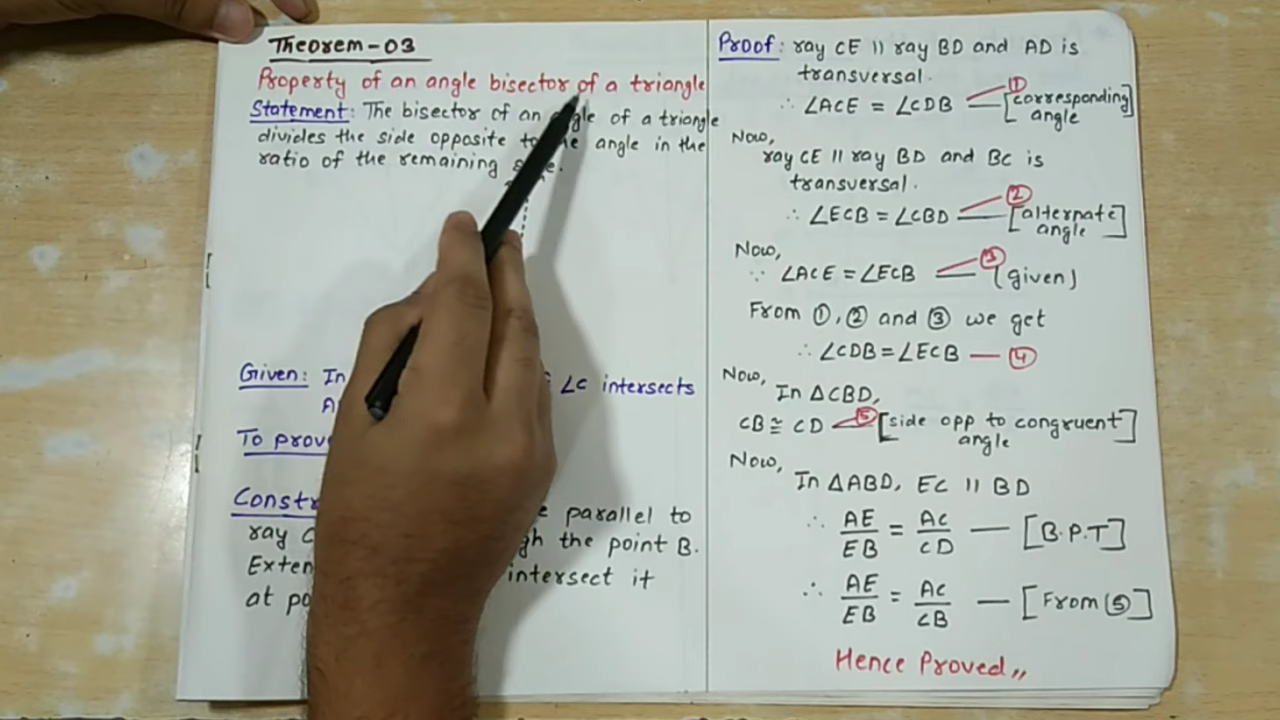 Theorem-03
Property of an angle bisector of a triangle
Statement: The bisector of an angle of a triangle
divides the side opposite to the angle in the
ratio of the remaining
Given: In ∠C intersects
To prove
parallel to
ray the point B.
intersect it
at
Proof: ray CE || ray BD and AD is
transversal.
∴ ∠ACE = ∠CDB — ① [corresponding
angle]
Now,
ray CE || ray BD and BC is
transversal.
∴ ∠ECB = ∠CBD — ② [alternate
angle]
Now,
∵ ∠ACE = ∠ECB — ③ (given)
From ①, ② and ③ we get
∴ ∠CDB = ∠ECB — ④
Now,
In ΔCBD,
CB ≅ CD — ⑤ [side opp to congruent
angle]
Now,
In ΔABD, EC || BD
∴ AE/EB = AC/CD — [B.P.T]
∴ AE/EB = AC/CB — [From ⑤]
Hence Proved,,